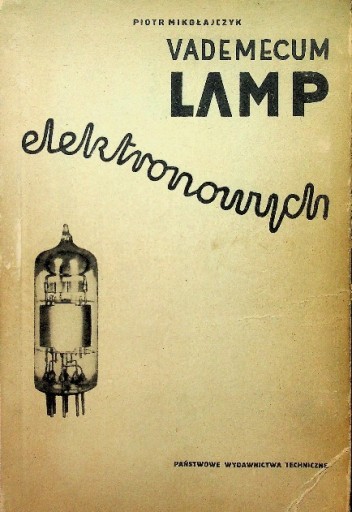 PIOTR MIKOŁAJCZYK
VADEMECUM
LAMP
elektronowych
PAŃSTWOWE WYDAWNICTWA TECHNICZNE